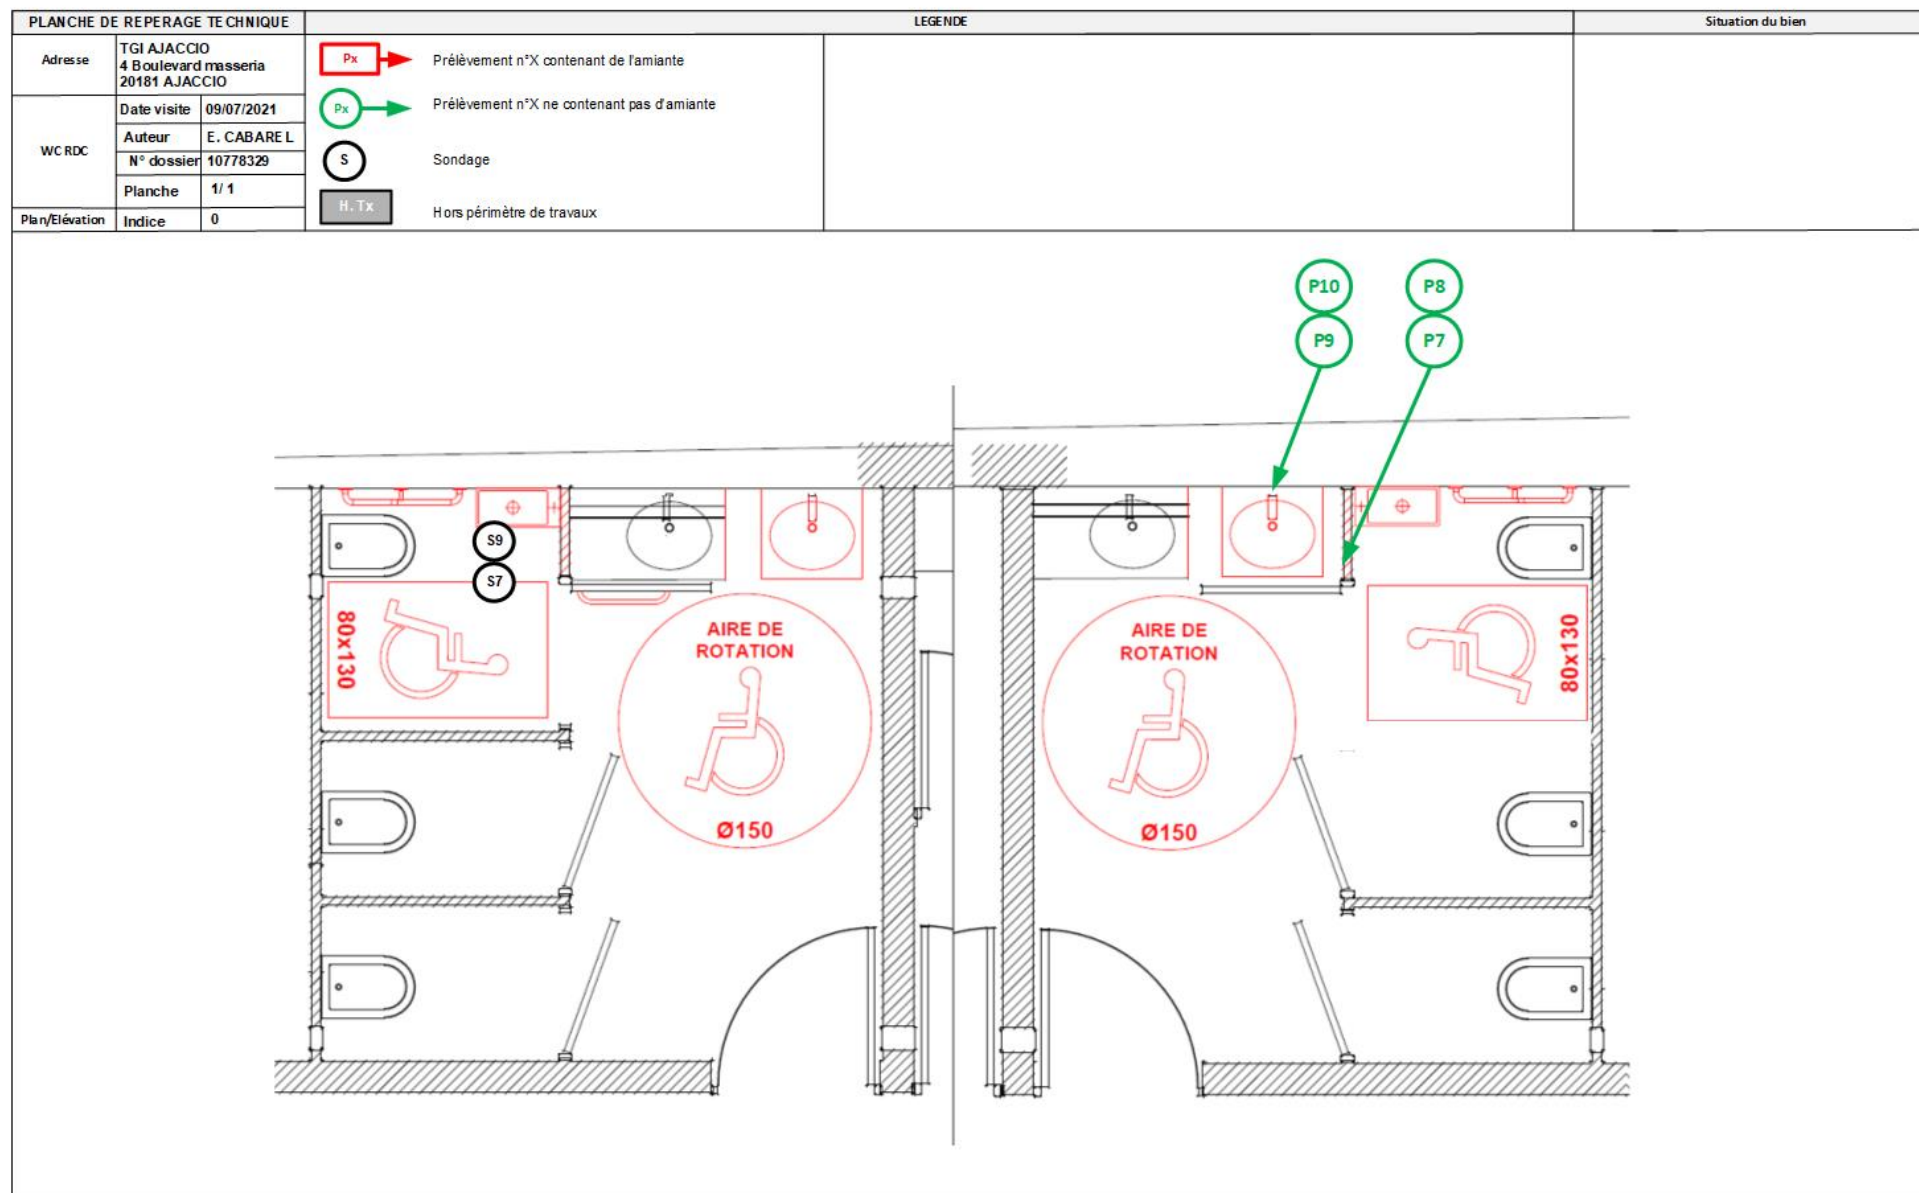 PLANCHE DE REPERAGE TECHNIQUE
LEGENDE
Situation du bien
Adresse
TGI AJACCIO
4 Boulevard masseria
20181 AJACCIO
WC RDC
Date visite 09/07/2021
Auteur E. CABAREL
N° dossier 10778329
Planche 1/ 1
Plan/Elévation Indice 0
Px Prélèvement n°X contenant de l'amiante
Px Prélèvement n°X ne contenant pas d'amiante
S Sondage
H.Tx Hors périmètre de travaux
P10
P8
P9
P7
S9
S7
80x130
AIRE DE
ROTATION
Ø150
AIRE DE
ROTATION
Ø150
80x130